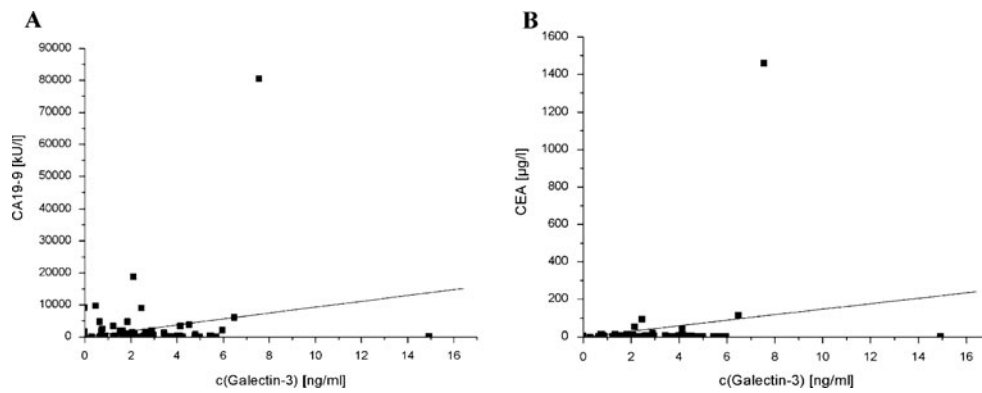 A
CA19-9 [kU/l]
90000
80000
70000
60000
50000
40000
30000
20000
10000
0
0 2 4 6 8 10 12 14 16
c(Galectin-3) [ng/ml]
B
CEA [µg/l]
1600
1400
1200
1000
800
600
400
200
0
0 2 4 6 8 10 12 14 16
c(Galectin-3) [ng/ml]